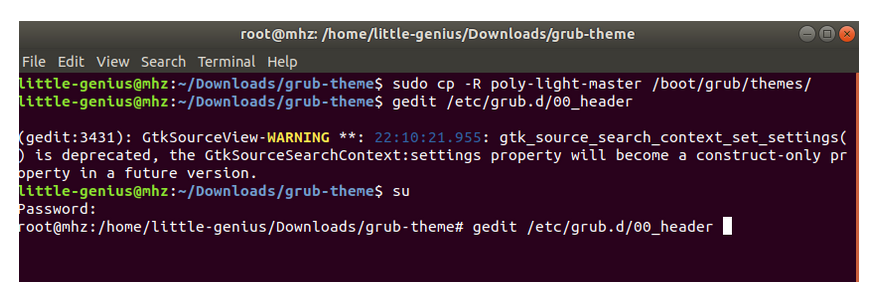 root@mhz: /home/little-genius/Downloads/grub-theme
File Edit View Search Terminal Help
little-genius@mhz:~/Downloads/grub-theme$ sudo cp -R poly-light-master /boot/grub/themes/
little-genius@mhz:~/Downloads/grub-theme$ gedit /etc/grub.d/00_header
(gedit:3431): GtkSourceView-WARNING **: 22:10:21.955: gtk_source_search_context_set_settings(
) is deprecated, the GtkSourceSearchContext:settings property will become a construct-only pr
operty in a future version.
little-genius@mhz:~/Downloads/grub-theme$ su
Password:
root@mhz:/home/little-genius/Downloads/grub-theme# gedit /etc/grub.d/00_header